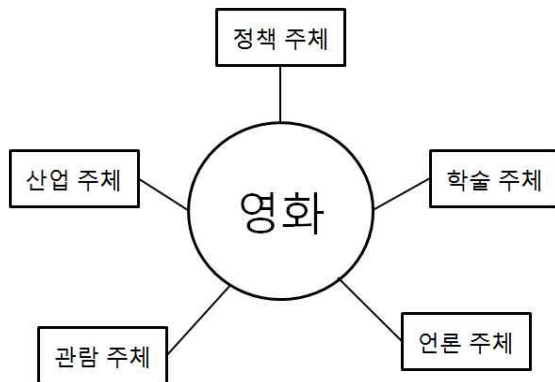 정책 주체
산업 주체
학술 주체
영화
관람 주체
언론 주체